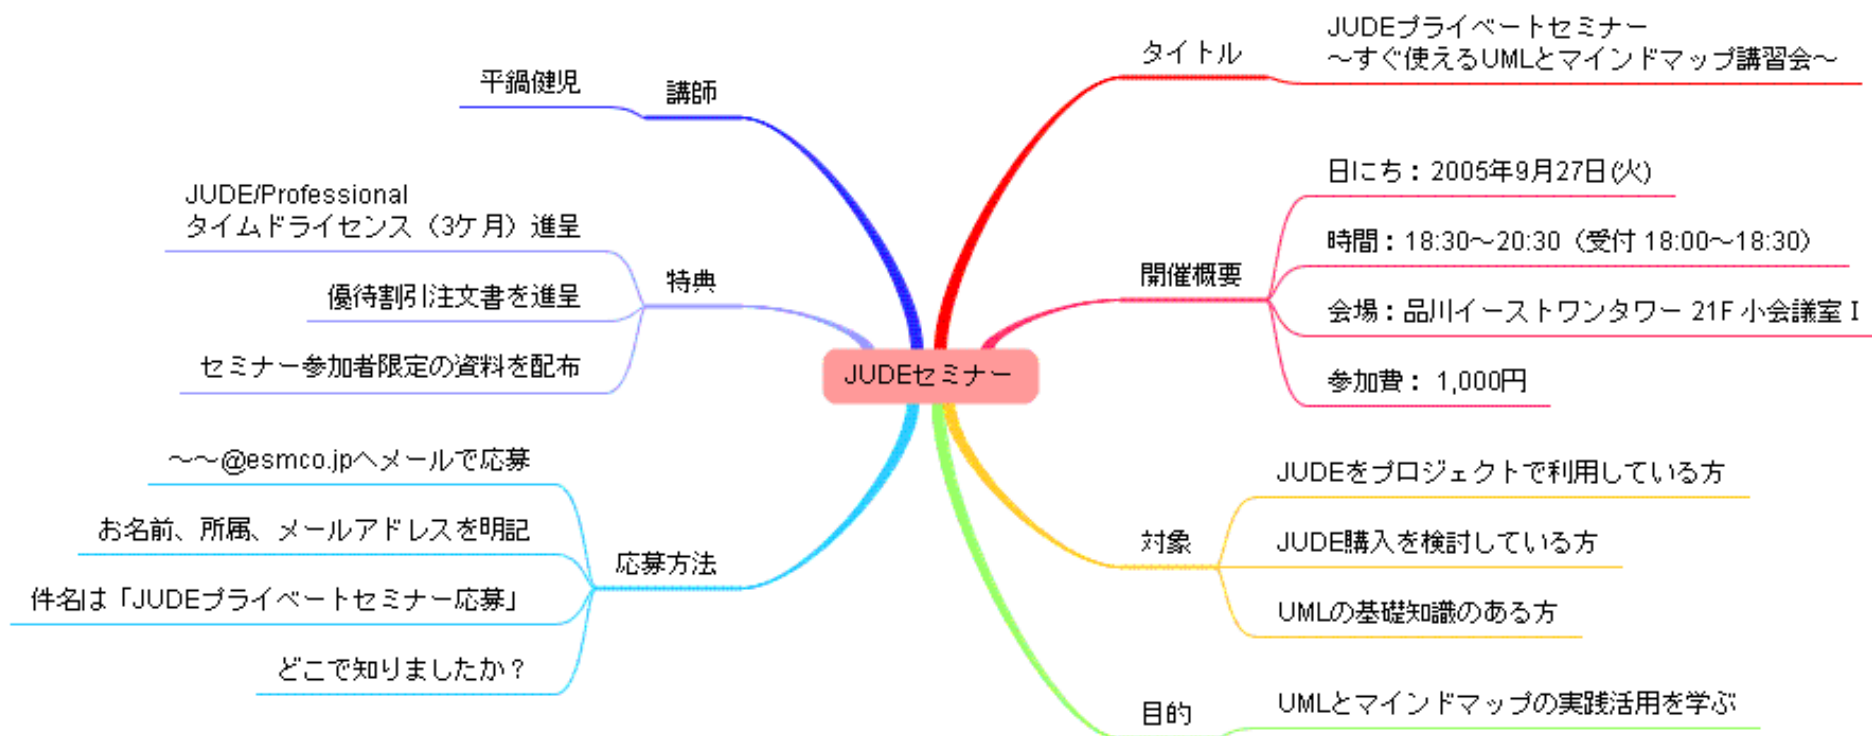 JUDEセミナー
タイトル
JUDEプライベートセミナー
～すぐ使えるUMLとマインドマップ講習会～
開催概要
日にち：2005年9月27日(火)
時間：18:30～20:30（受付 18:00～18:30）
会場：品川イーストワンタワー 21F 小会議室Ⅰ
参加費： 1,000円
対象
JUDEをプロジェクトで利用している方
JUDE購入を検討している方
UMLの基礎知識のある方
目的
UMLとマインドマップの実践活用を学ぶ
講師
平鍋健児
特典
JUDE/Professional
タイムドライセンス（3ケ月）進呈
優待割引注文書を進呈
セミナー参加者限定の資料を配布
応募方法
～～@esmco.jpへメールで応募
お名前、所属、メールアドレスを明記
件名は「JUDEプライベートセミナー応募」
どこで知りましたか？